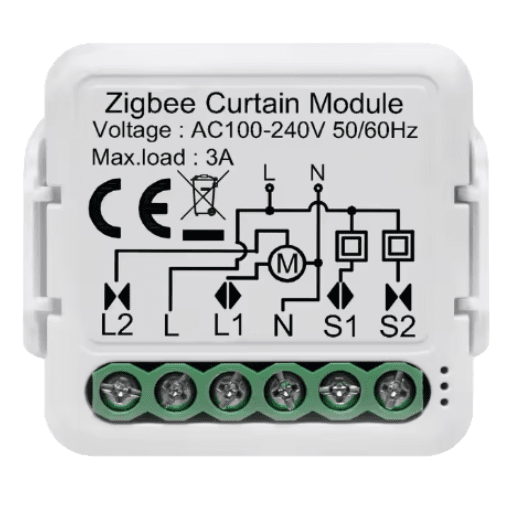 Zigbee Curtain Module
Voltage : AC100-240V 50/60Hz
Max.load : 3A
L N
CE
M
L2 L L1 N S1 S2